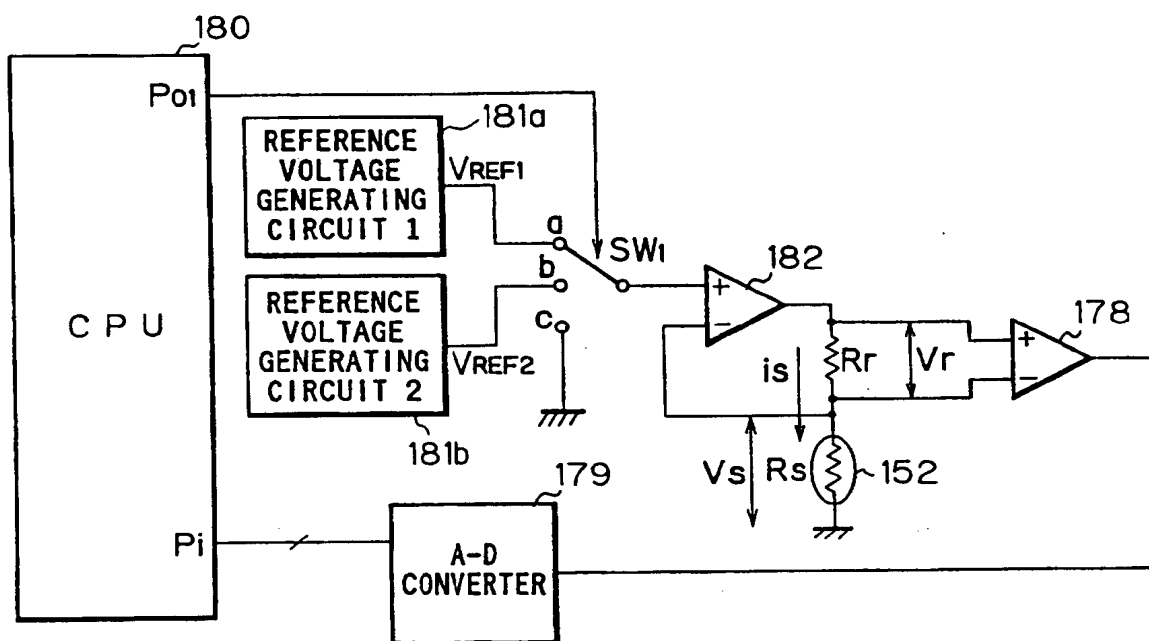 180
CPU
Po1
Pi
181a
REFERENCE
VOLTAGE
GENERATING
CIRCUIT 1
VREF1
REFERENCE
VOLTAGE
GENERATING
CIRCUIT 2
VREF2
181b
a
b
c
SW1
182
+
−
is
Rr
Vr
178
+
−
Vs
Rs
152
179
A-D
CONVERTER